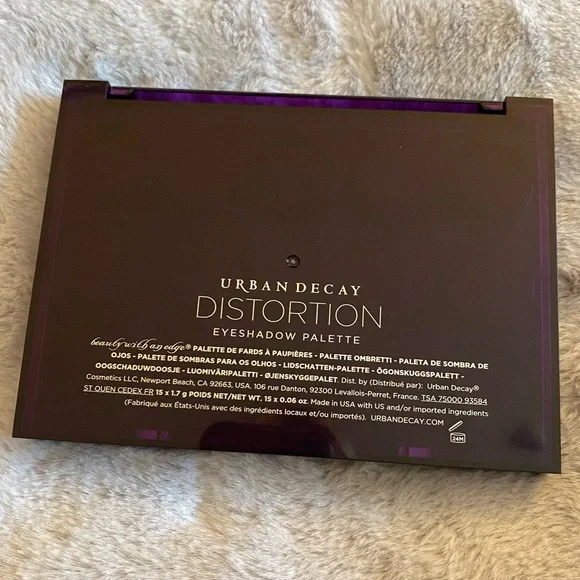 URBAN DECAY
DISTORTION
EYESHADOW PALETTE
beauty with an edge® PALETTE DE FARDS À PAUPIÈRES - PALETTE OMBRETTI - PALETA DE SOMBRA DE
OJOS - PALETE DE SOMBRAS PARA OS OLHOS - LIDSCHATTEN-PALETTE - ÖGONSKUGGSPALETT -
OOGSCHADUWDOOSJE - LUOMIVÄRIPALETTI - ØJENSKYGGEPALET. Dist. by (Distribué par): Urban Decay®
Cosmetics LLC, Newport Beach, CA 92663, USA. 106 rue Danton, 92300 Levallois-Perret, France. TSA 75000 93584
ST OUEN CEDEX FR 15 x 1.7 g POIDS NET/NET WT. 15 x 0.06 oz. Made in USA with US and/or imported ingredients
(Fabriqué aux États-Unis avec des ingrédients locaux et/ou importés). URBANDECAY.COM
24M